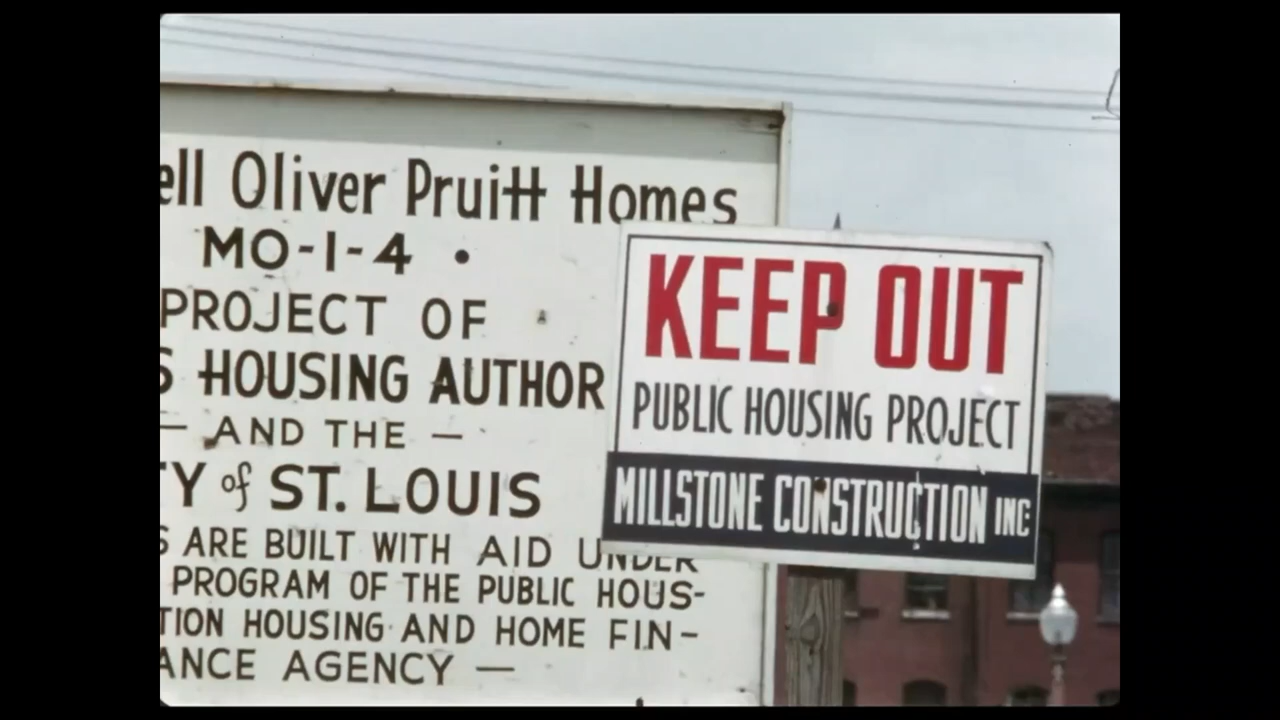 ell Oliver Pruitt Homes
MO-1-4 •
PROJECT OF
S HOUSING AUTHOR
— AND THE —
TY of ST. LOUIS
S ARE BUILT WITH AID UNDER
PROGRAM OF THE PUBLIC HOUS-
TION HOUSING AND HOME FIN-
ANCE AGENCY —
KEEP OUT
PUBLIC HOUSING PROJECT
MILLSTONE CONSTRUCTION INC